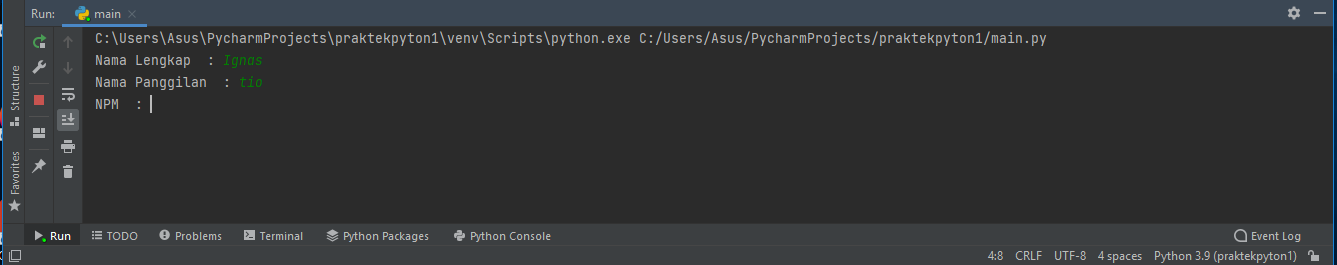 Run: main
C:\Users\Asus\PycharmProjects\praktekpyton1\venv\Scripts\python.exe C:/Users/Asus/PycharmProjects/praktekpyton1/main.py
Nama Lengkap : Ignas
Nama Panggilan : tio
NPM :
Structure
Favorites
Run TODO Problems Terminal Python Packages Python Console Event Log
4:8 CRLF UTF-8 4 spaces Python 3.9 (praktekpyton1)